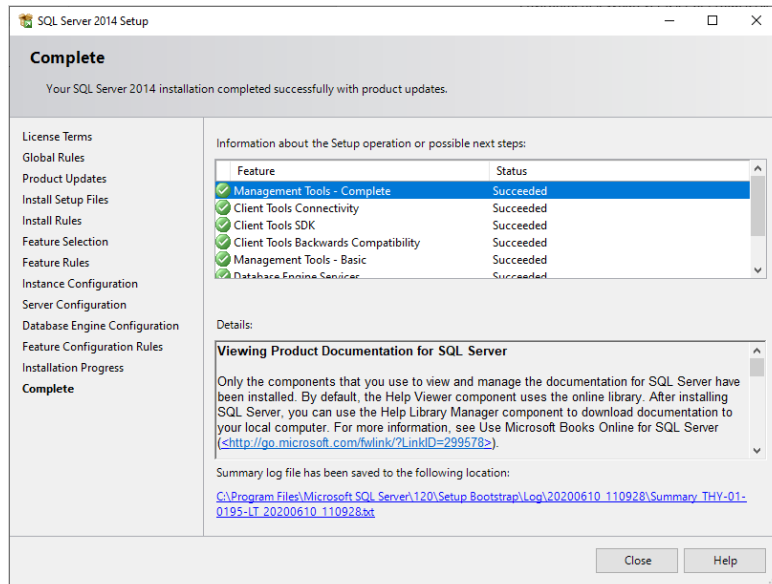 SQL Server 2014 Setup
Complete
Your SQL Server 2014 installation completed successfully with product updates.
License Terms
Global Rules
Product Updates
Install Setup Files
Install Rules
Feature Selection
Feature Rules
Instance Configuration
Server Configuration
Database Engine Configuration
Feature Configuration Rules
Installation Progress
Complete
Information about the Setup operation or possible next steps:
Feature Status
Management Tools - Complete Succeeded
Client Tools Connectivity Succeeded
Client Tools SDK Succeeded
Client Tools Backwards Compatibility Succeeded
Management Tools - Basic Succeeded
Database Engine Services Succeeded
Details:
Viewing Product Documentation for SQL Server
Only the components that you use to view and manage the documentation for SQL Server have
been installed. By default, the Help Viewer component uses the online library. After installing
SQL Server, you can use the Help Library Manager component to download documentation to
your local computer. For more information, see Use Microsoft Books Online for SQL Server
(<http://go.microsoft.com/fwlink/?LinkID=299578>).
Summary log file has been saved to the following location:
C:\Program Files\Microsoft SQL Server\120\Setup Bootstrap\Log\20200610_110928\Summary_THY-01-
0195-LT_20200610_110928.txt
Close
Help